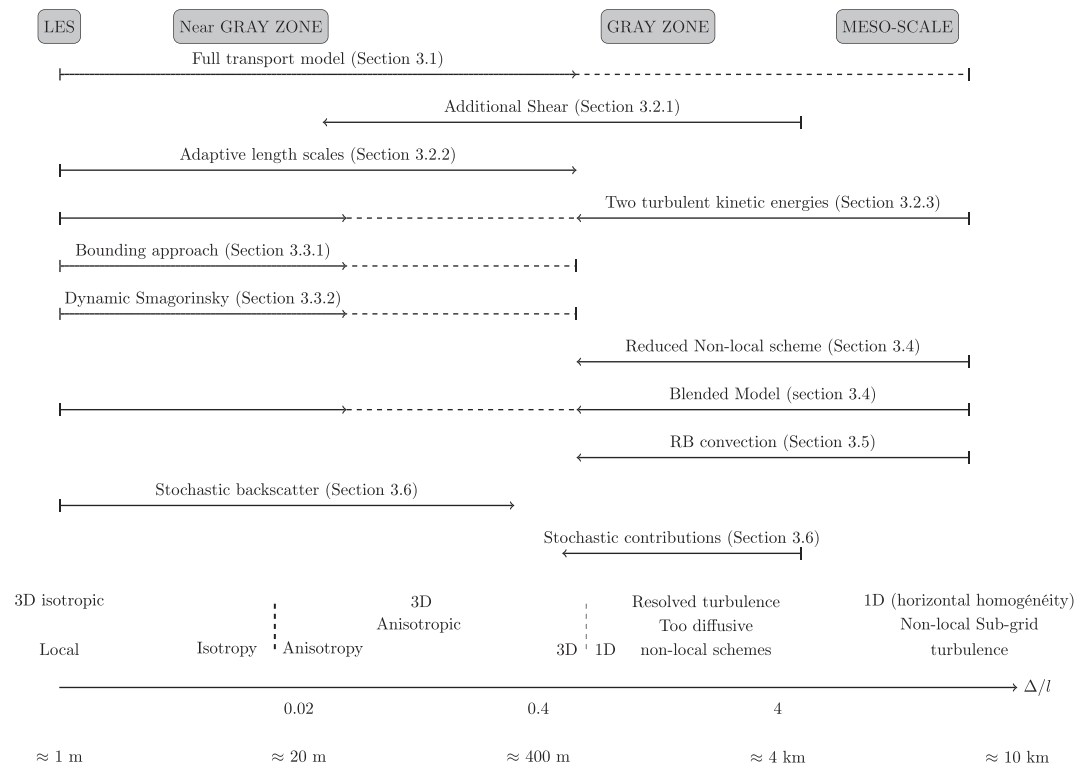 LES
Near GRAY ZONE
GRAY ZONE
MESO-SCALE
Full transport model (Section 3.1)
Additional Shear (Section 3.2.1)
Adaptive length scales (Section 3.2.2)
Two turbulent kinetic energies (Section 3.2.3)
Bounding approach (Section 3.3.1)
Dynamic Smagorinsky (Section 3.3.2)
Reduced Non-local scheme (Section 3.4)
Blended Model (section 3.4)
RB convection (Section 3.5)
Stochastic backscatter (Section 3.6)
Stochastic contributions (Section 3.6)
3D isotropic
Local
Isotropy
Anisotropy
3D
Anisotropic
3D
1D
Resolved turbulence
Too diffusive
non-local schemes
1D (horizontal homogénéity)
Non-local Sub-grid
turbulence
Δ/l
0.02
0.4
4
≈ 1 m
≈ 20 m
≈ 400 m
≈ 4 km
≈ 10 km